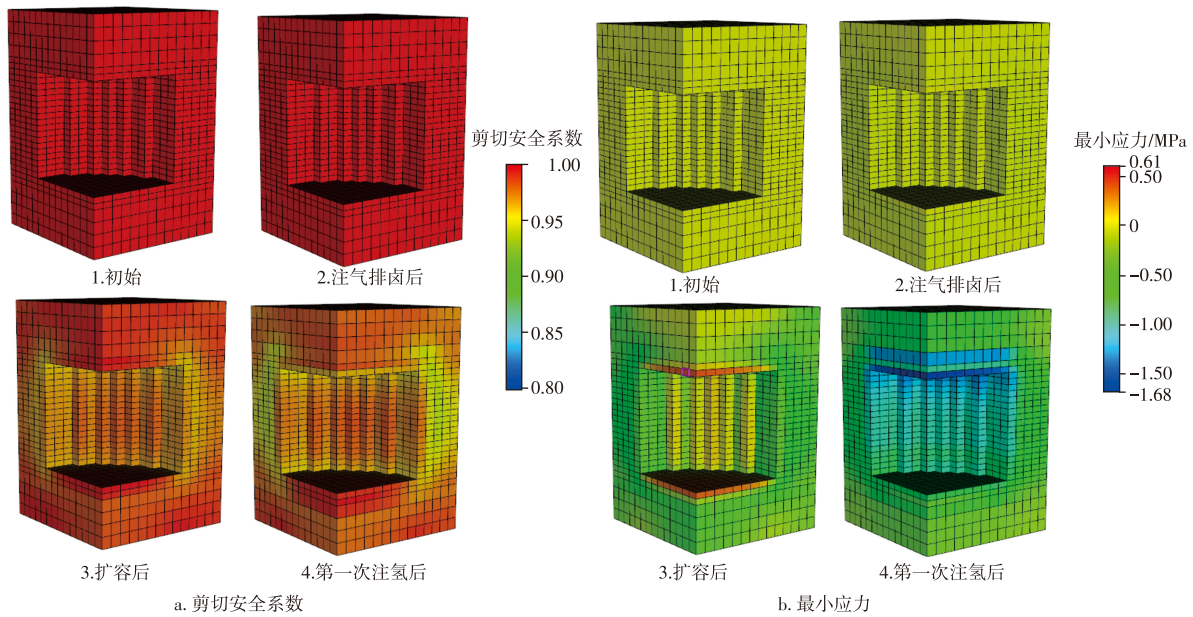 剪切安全系数
1.00
0.95
0.90
0.85
0.80
最小应力/MPa
0.61
0.50
0
−0.50
−1.00
−1.50
−1.68
1.初始
2.注气排卤后
1.初始
2.注气排卤后
3.扩容后
4.第一次注氢后
3.扩容后
4.第一次注氢后
a. 剪切安全系数
b. 最小应力